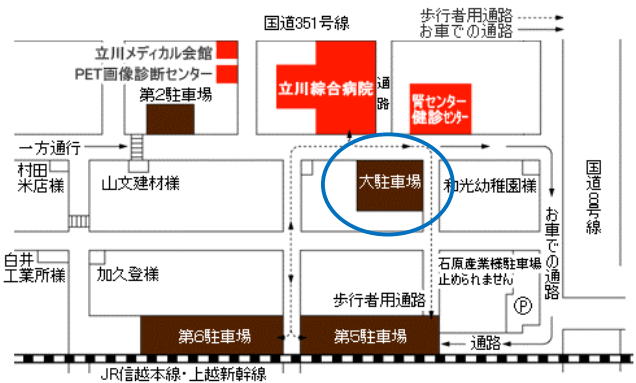 国道351号線
歩行者用通路
お車での通路
立川メディカル会館
PET画像診断センター
第2駐車場
立川綜合病院
通路
腎センター
健診センター
一方通行
村田
米店様
山文建材様
大駐車場
和光幼稚園様
国道8号線
お車での通路
白井
工業所様
加久登様
石原産業様駐車場
止められません
P
歩行者用通路
第6駐車場
第5駐車場
通路
JR信越本線・上越新幹線